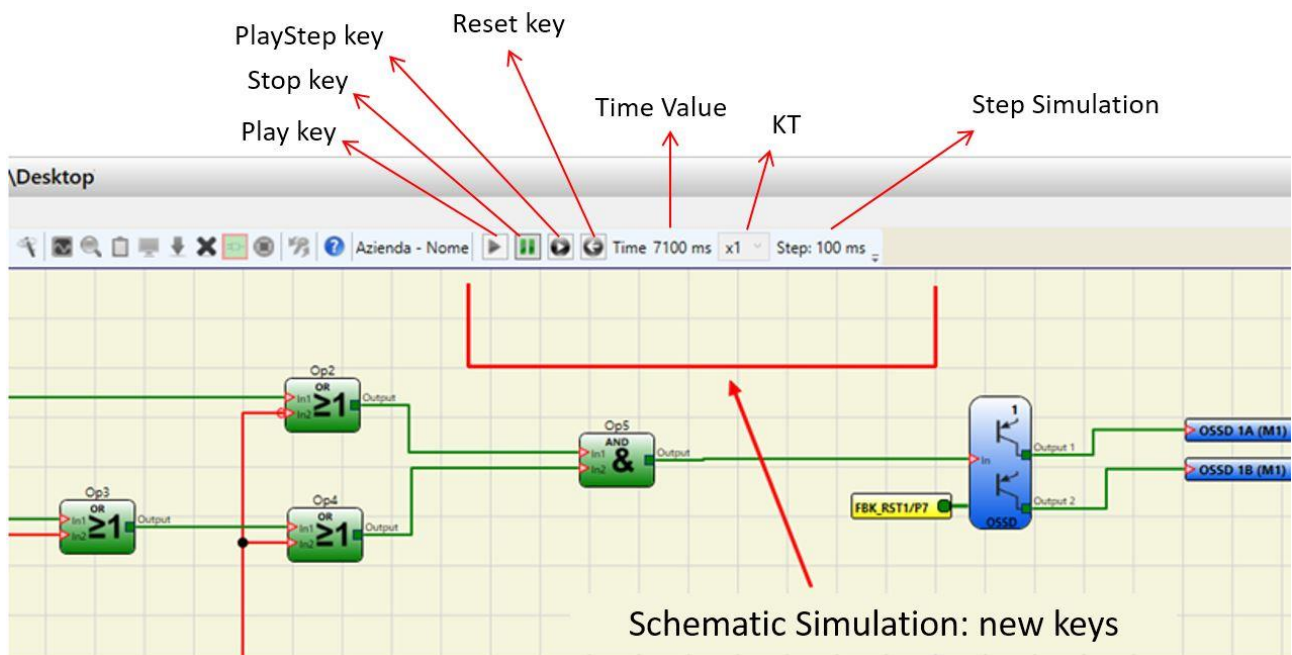 PlayStep key
Reset key
Stop key
Time Value
Step Simulation
Play key
KT
\Desktop
Azienda - Nome
Time 7100 ms
x1
Step: 100 ms
Op2
OR
≥1
In1
In2
Output
Op5
AND
&
In1
In2
Output
1
In
Output 1
Output 2
OSSD
OSSD 1A (M1)
OSSD 1B (M1)
Op3
OR
≥1
In1
In2
Output
Op4
OR
≥1
In1
In2
Output
FBK_RST1/P7
Schematic Simulation: new keys